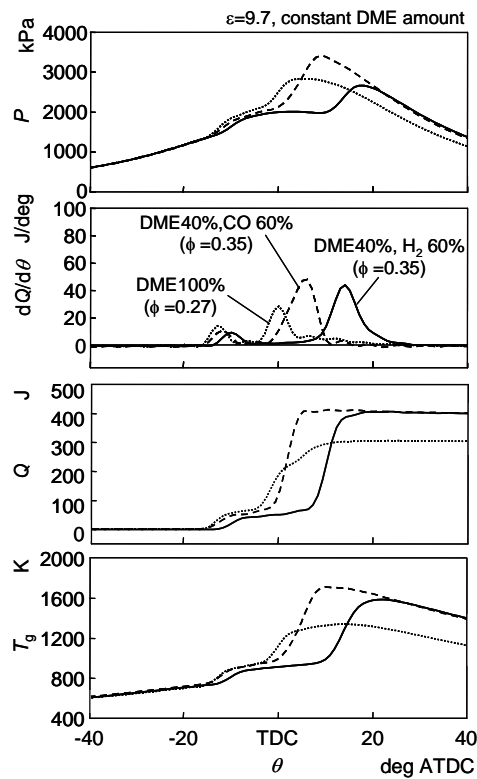 ε=9.7, constant DME amount
kPa
P
4000
3000
2000
1000
0
J/deg
dQ/dθ
100
80
60
40
20
0
DME40%,CO 60%
(ϕ =0.35)
DME40%, H₂ 60%
(ϕ =0.35)
DME100%
(ϕ =0.27)
J
Q
500
400
300
200
100
0
K
Tg
2000
1600
1200
800
400
-40 -20 TDC 20 40
θ deg ATDC